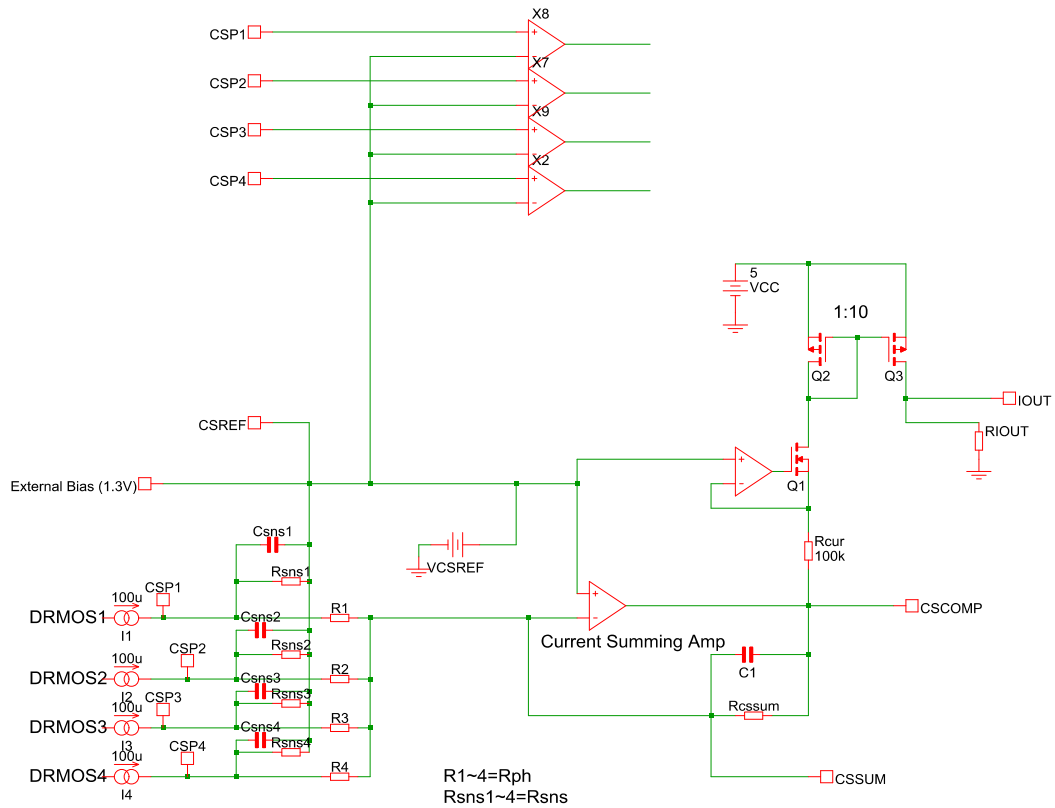 X8
CSP1
X7
CSP2
X9
CSP3
X2
CSP4
5
VCC
1:10
Q2
Q3
IOUT
CSREF
RIOUT
External Bias (1.3V)
Q1
Csns1
Rcur
100k
VCSREF
Rsns1
CSP1
100u
R1
DRMOS1
I1
Csns2
CSCOMP
Current Summing Amp
Rsns2
CSP2
100u
R2
C1
DRMOS2
I2
Csns3
Rsns3
CSP3
100u
Rcssum
R3
DRMOS3
I3
Csns4
Rsns4
CSP4
100u
R4
DRMOS4
I4
CSSUM
R1~4=Rph
Rsns1~4=Rsns